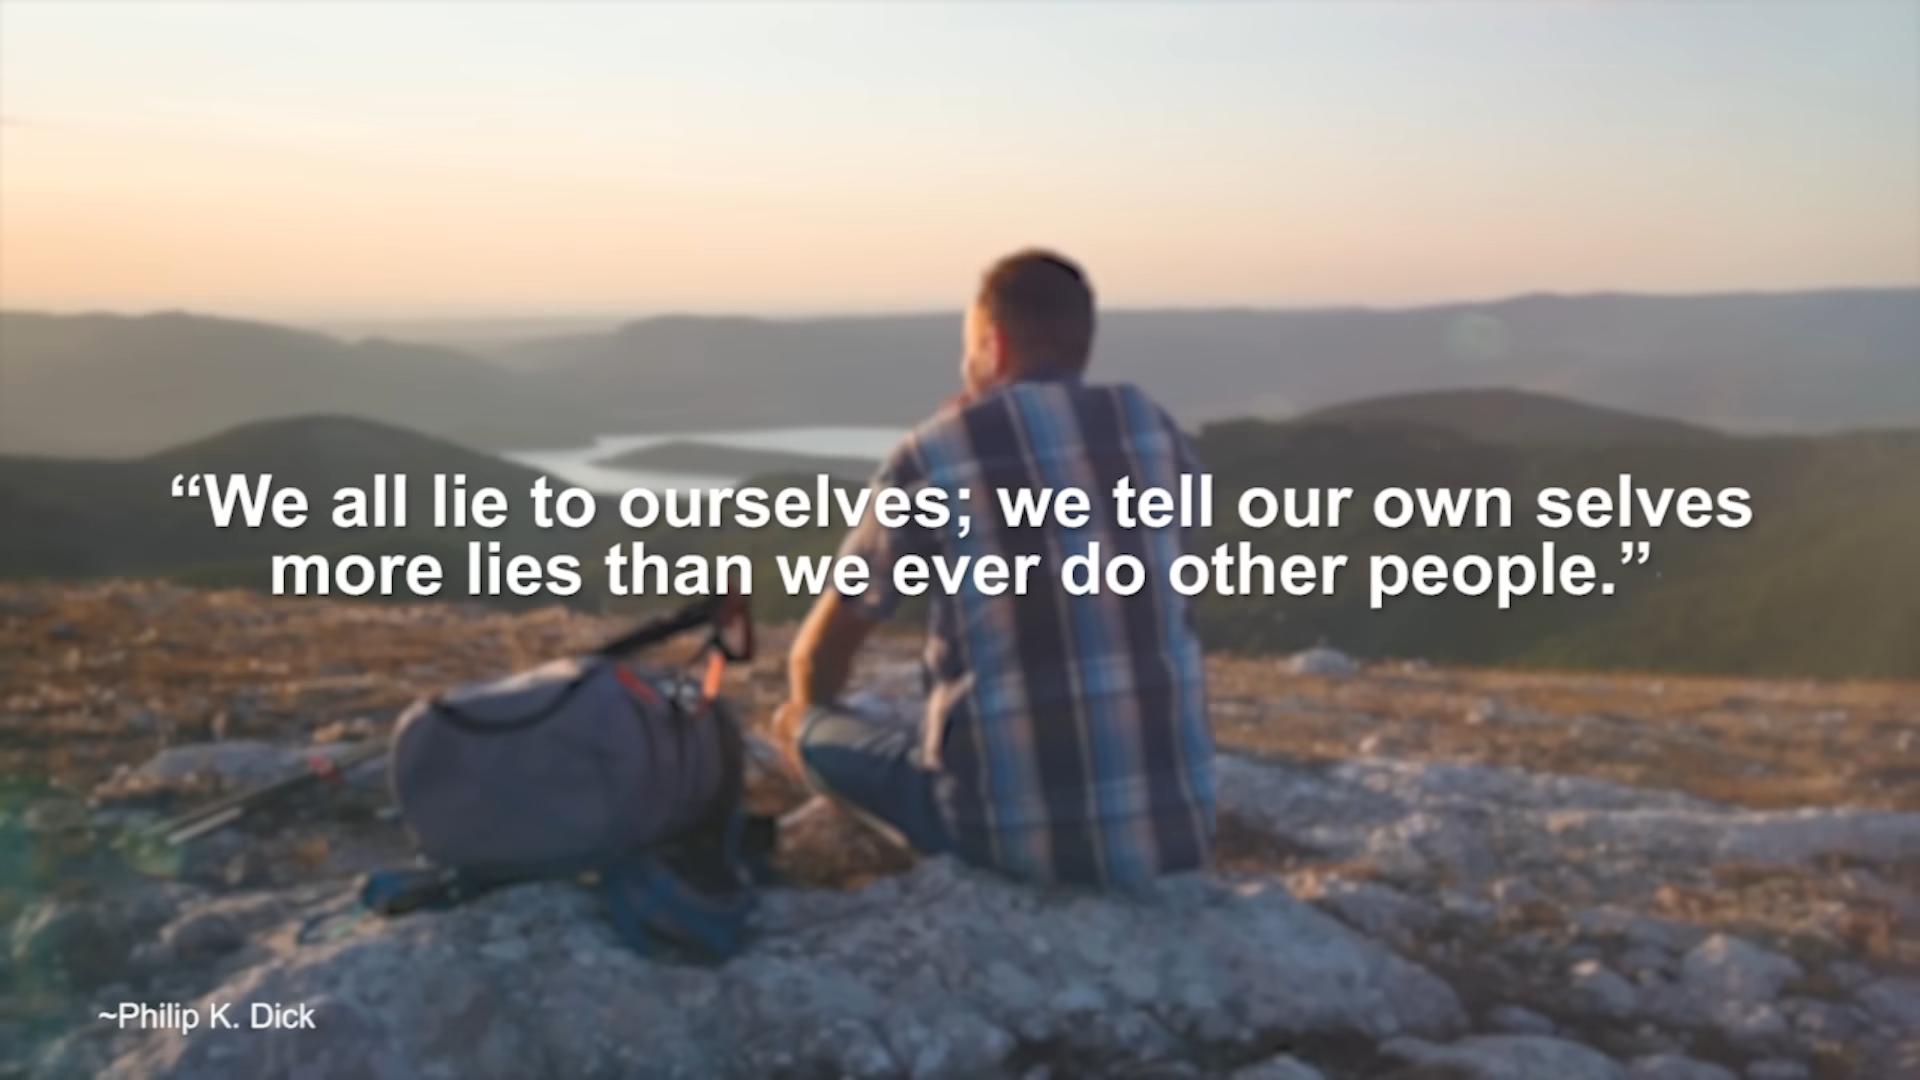 “We all lie to ourselves; we tell our own selves
more lies than we ever do other people.”
~Philip K. Dick